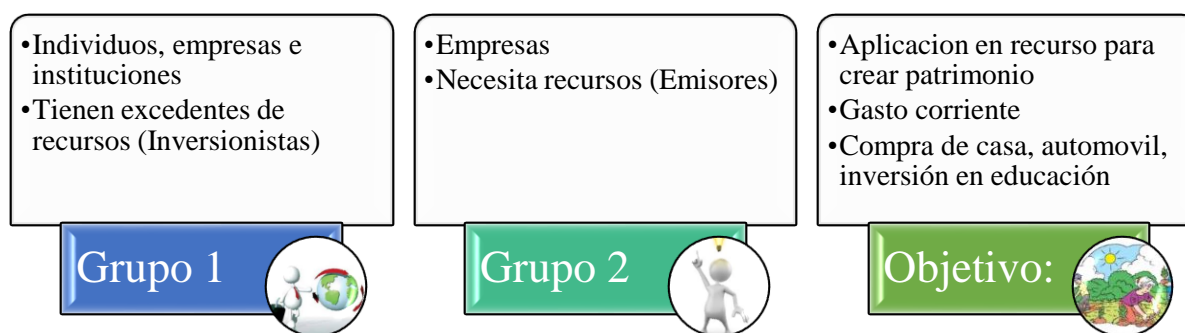 •Individuos, empresas e
instituciones
•Tienen excedentes de
recursos (Inversionistas)
Grupo 1
•Empresas
•Necesita recursos (Emisores)
Grupo 2
•Aplicacion en recurso para
crear patrimonio
•Gasto corriente
•Compra de casa, automovil,
inversión en educación
Objetivo: